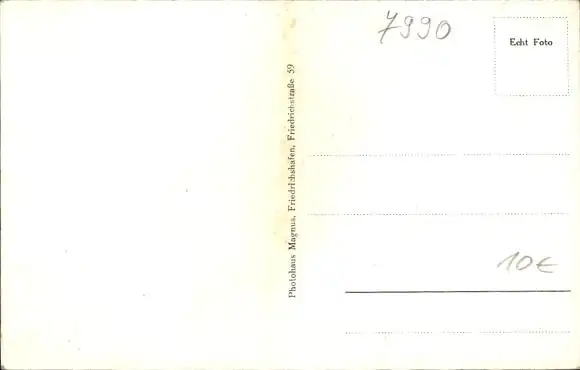 7990
Echt Foto
Photohaus Magnus, Friedrichshafen, Friedrichstraße 59
10€